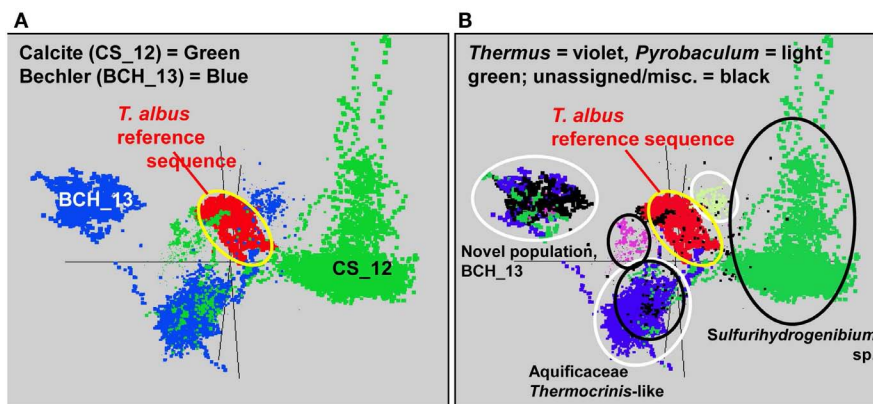 A
Calcite (CS_12) = Green
Bechler (BCH_13) = Blue
T. albus
reference
sequence
BCH_13
CS_12
B
Thermus = violet, Pyrobaculum = light
green; unassigned/misc. = black
T. albus
reference sequence
Novel population,
BCH_13
Sulfurihydrogenibium
sp.
Aquificaceae
Thermocrinis-like